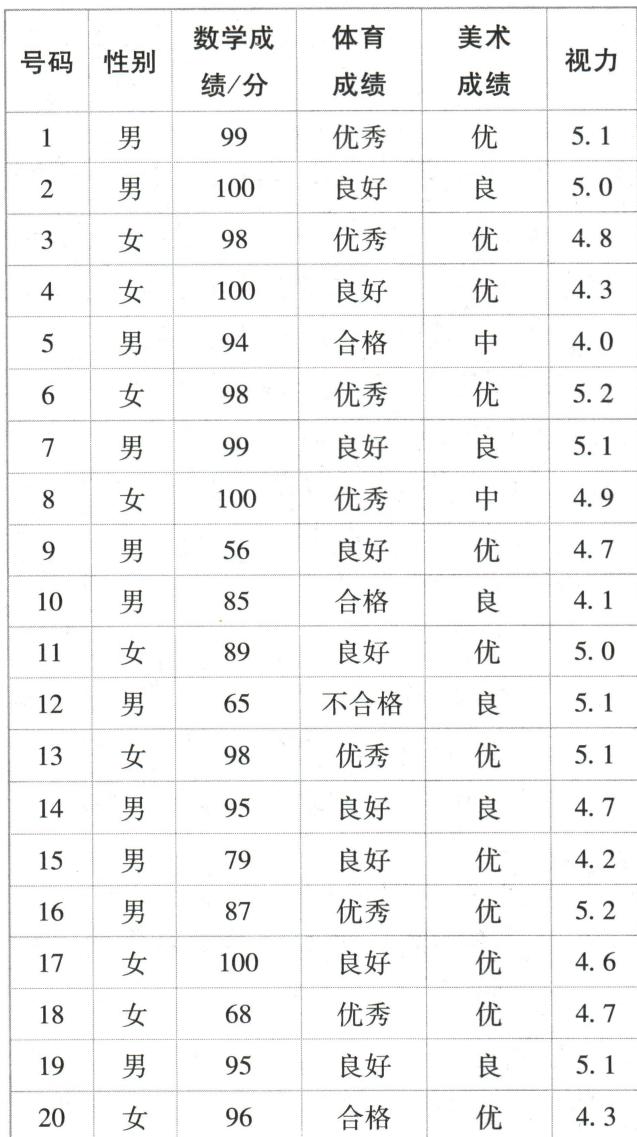 号码 性别 数学成绩/分 体育成绩 美术成绩 视力
1 男 99 优秀 优 5.1
2 男 100 良好 良 5.0
3 女 98 优秀 优 4.8
4 女 100 良好 优 4.3
5 男 94 合格 中 4.0
6 女 98 优秀 优 5.2
7 男 99 良好 良 5.1
8 女 100 优秀 中 4.9
9 男 56 良好 优 4.7
10 男 85 合格 良 4.1
11 女 89 良好 优 5.0
12 男 65 不合格 良 5.1
13 女 98 优秀 优 5.1
14 男 95 良好 良 4.7
15 男 79 良好 优 4.2
16 男 87 优秀 优 5.2
17 女 100 良好 优 4.6
18 女 68 优秀 优 4.7
19 男 95 良好 良 5.1
20 女 96 合格 优 4.3